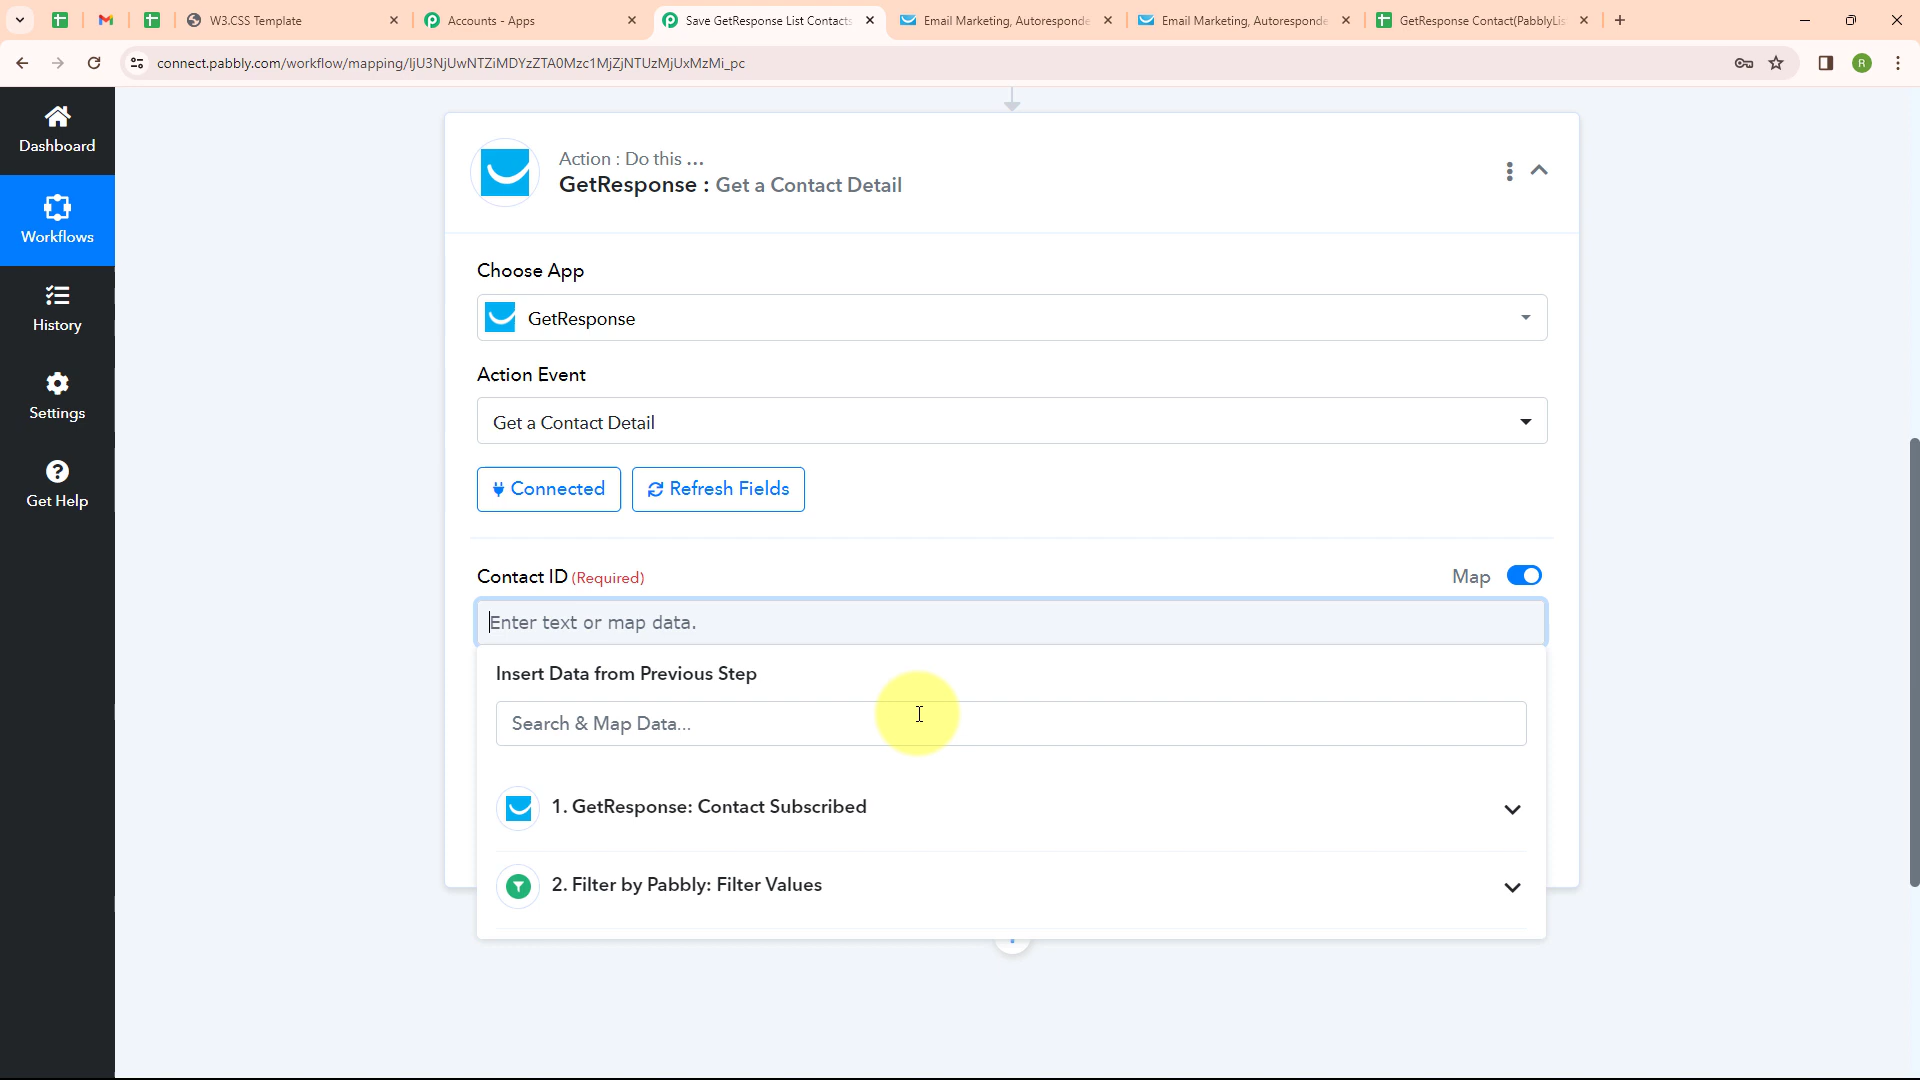 W3.CSS Template
Accounts - Apps
Save GetResponse List Contacts
Email Marketing, Autoresponde
Email Marketing, Autoresponde
GetResponse Contact(PabblyLis
connect.pabbly.com/workflow/mapping/IjU3NjUwNTZiMDYzZTA0Mzc1MjZjNTUzMjUxMzMi_pc
R
Dashboard
Workflows
History
Settings
Get Help
Action : Do this ...
GetResponse : Get a Contact Detail
Choose App
GetResponse
Action Event
Get a Contact Detail
Connected
Refresh Fields
Contact ID (Required)
Map
Enter text or map data.
Insert Data from Previous Step
Search & Map Data...
1. GetResponse: Contact Subscribed
2. Filter by Pabbly: Filter Values